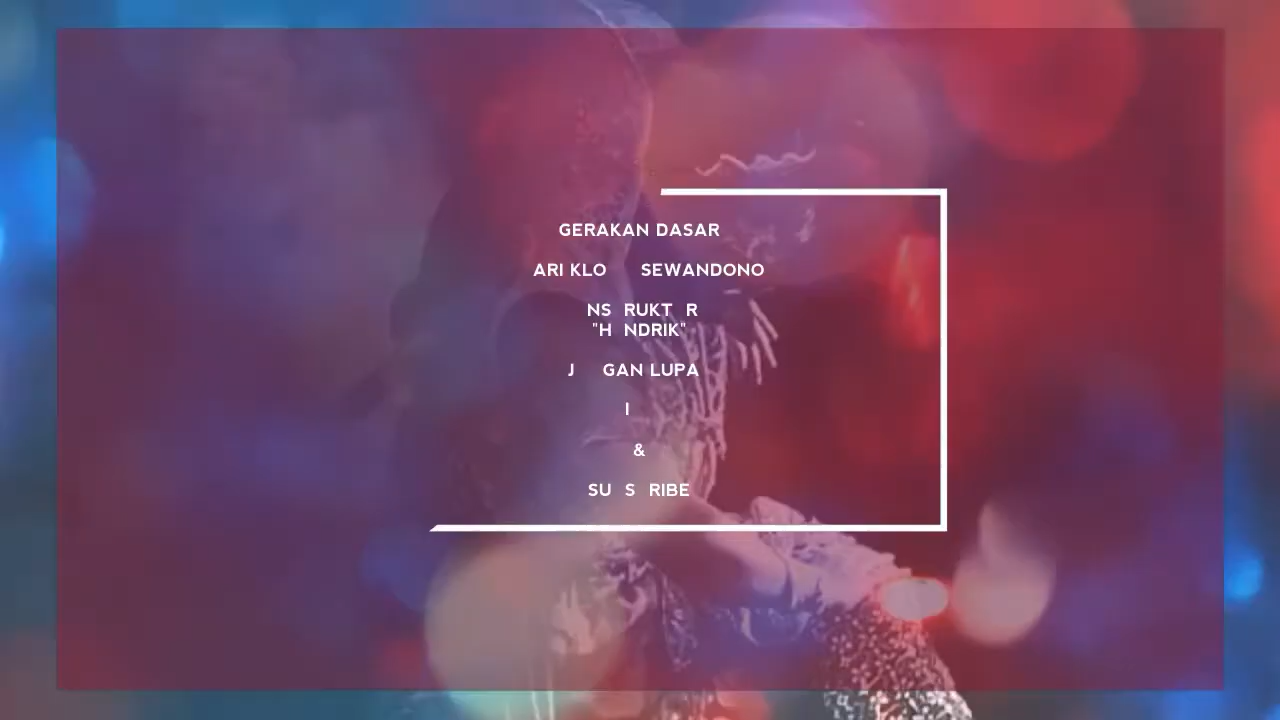 GERAKAN DASAR
ARI KLO SEWANDONO
NS RUKT R
"H NDRIK"
J GAN LUPA
I
&
SU S RIBE